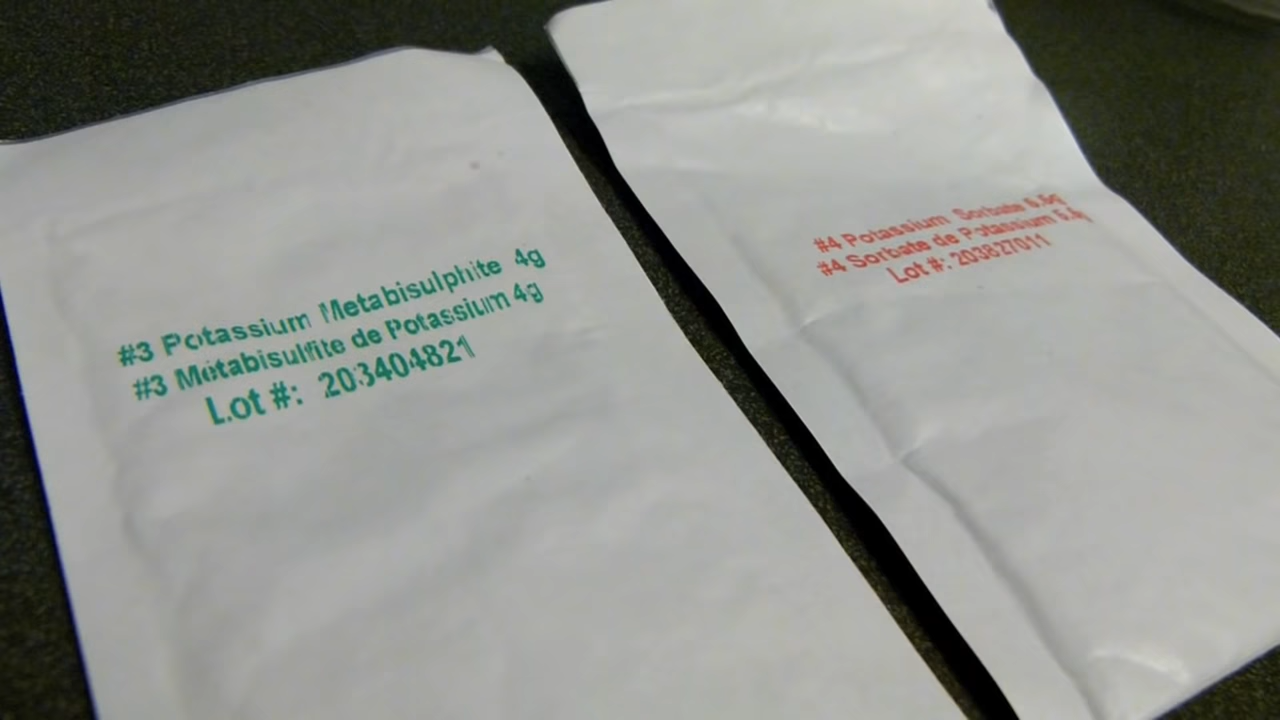 #3 Potassium Metabisulphite 4g
#3 Métabisulfite de Potassium 4g
Lot #: 203404821
#4 Potassium Sorbate
#4 Sorbate de Potassium
Lot #: 203627011